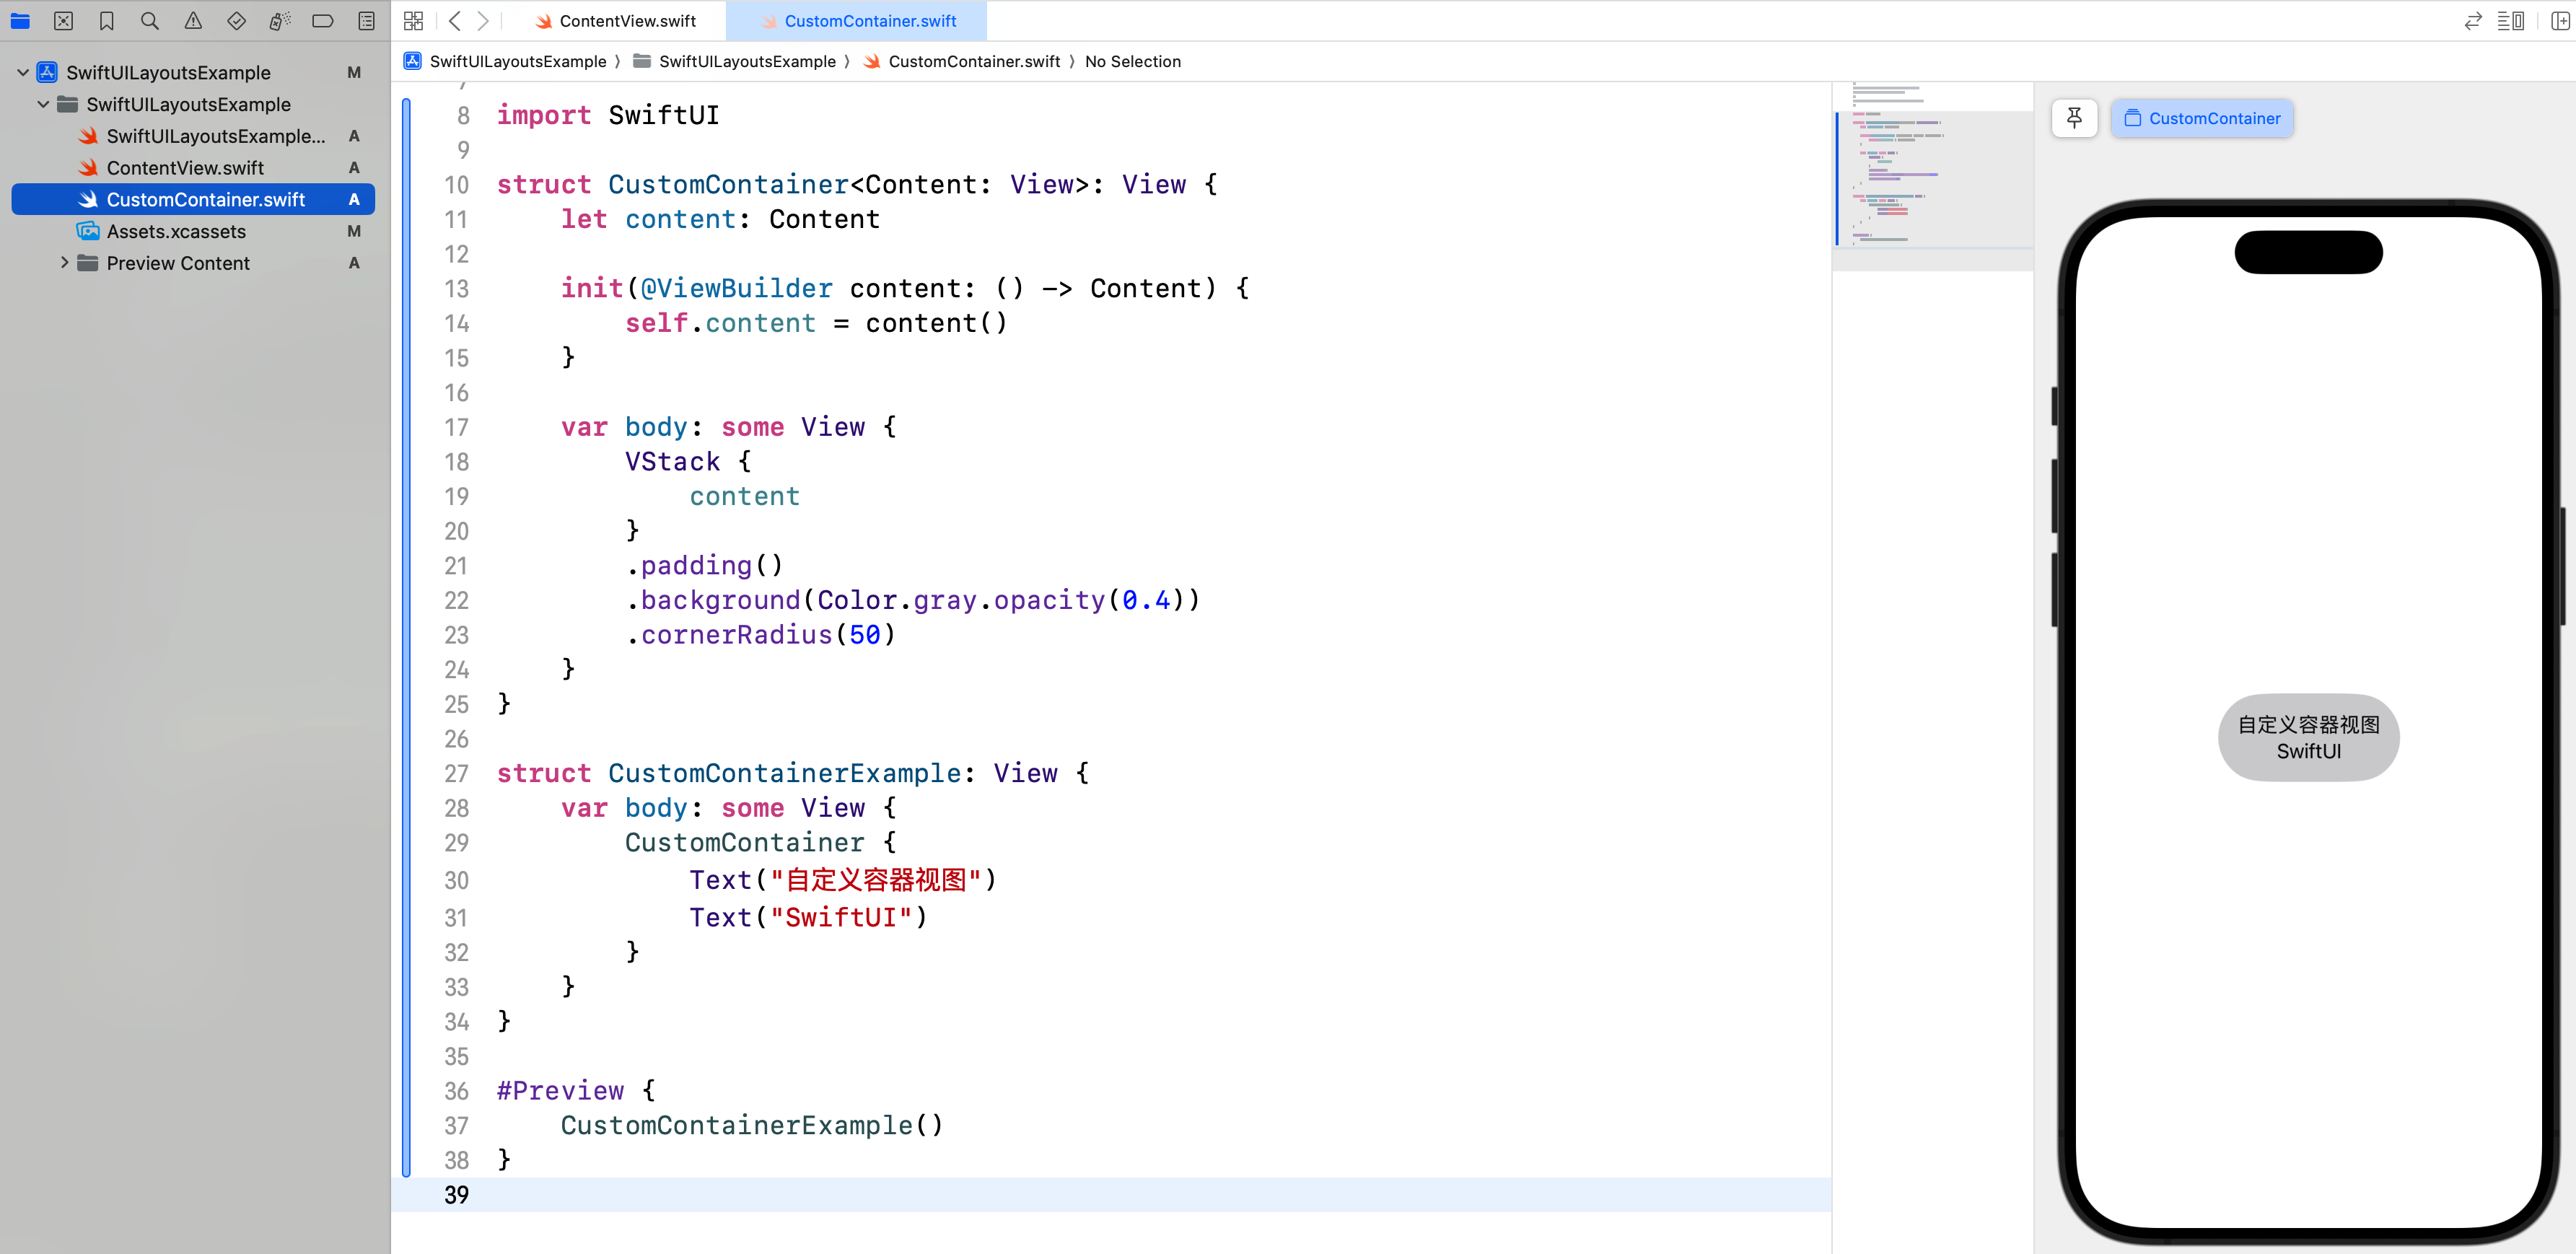 SwiftUILayoutsExample M
SwiftUILayoutsExample
SwiftUILayoutsExample... A
ContentView.swift A
CustomContainer.swift A
Assets.xcassets M
Preview Content A
ContentView.swift CustomContainer.swift
SwiftUILayoutsExample 〉 SwiftUILayoutsExample 〉 CustomContainer.swift 〉 No Selection
8 import SwiftUI
9
10 struct CustomContainer<Content: View>: View {
11     let content: Content
12
13     init(@ViewBuilder content: () -> Content) {
14         self.content = content()
15     }
16
17     var body: some View {
18         VStack {
19             content
20         }
21         .padding()
22         .background(Color.gray.opacity(0.4))
23         .cornerRadius(50)
24     }
25 }
26
27 struct CustomContainerExample: View {
28     var body: some View {
29         CustomContainer {
30             Text("自定义容器视图")
31             Text("SwiftUI")
32         }
33     }
34 }
35
36 #Preview {
37     CustomContainerExample()
38 }
39
CustomContainer
自定义容器视图
SwiftUI